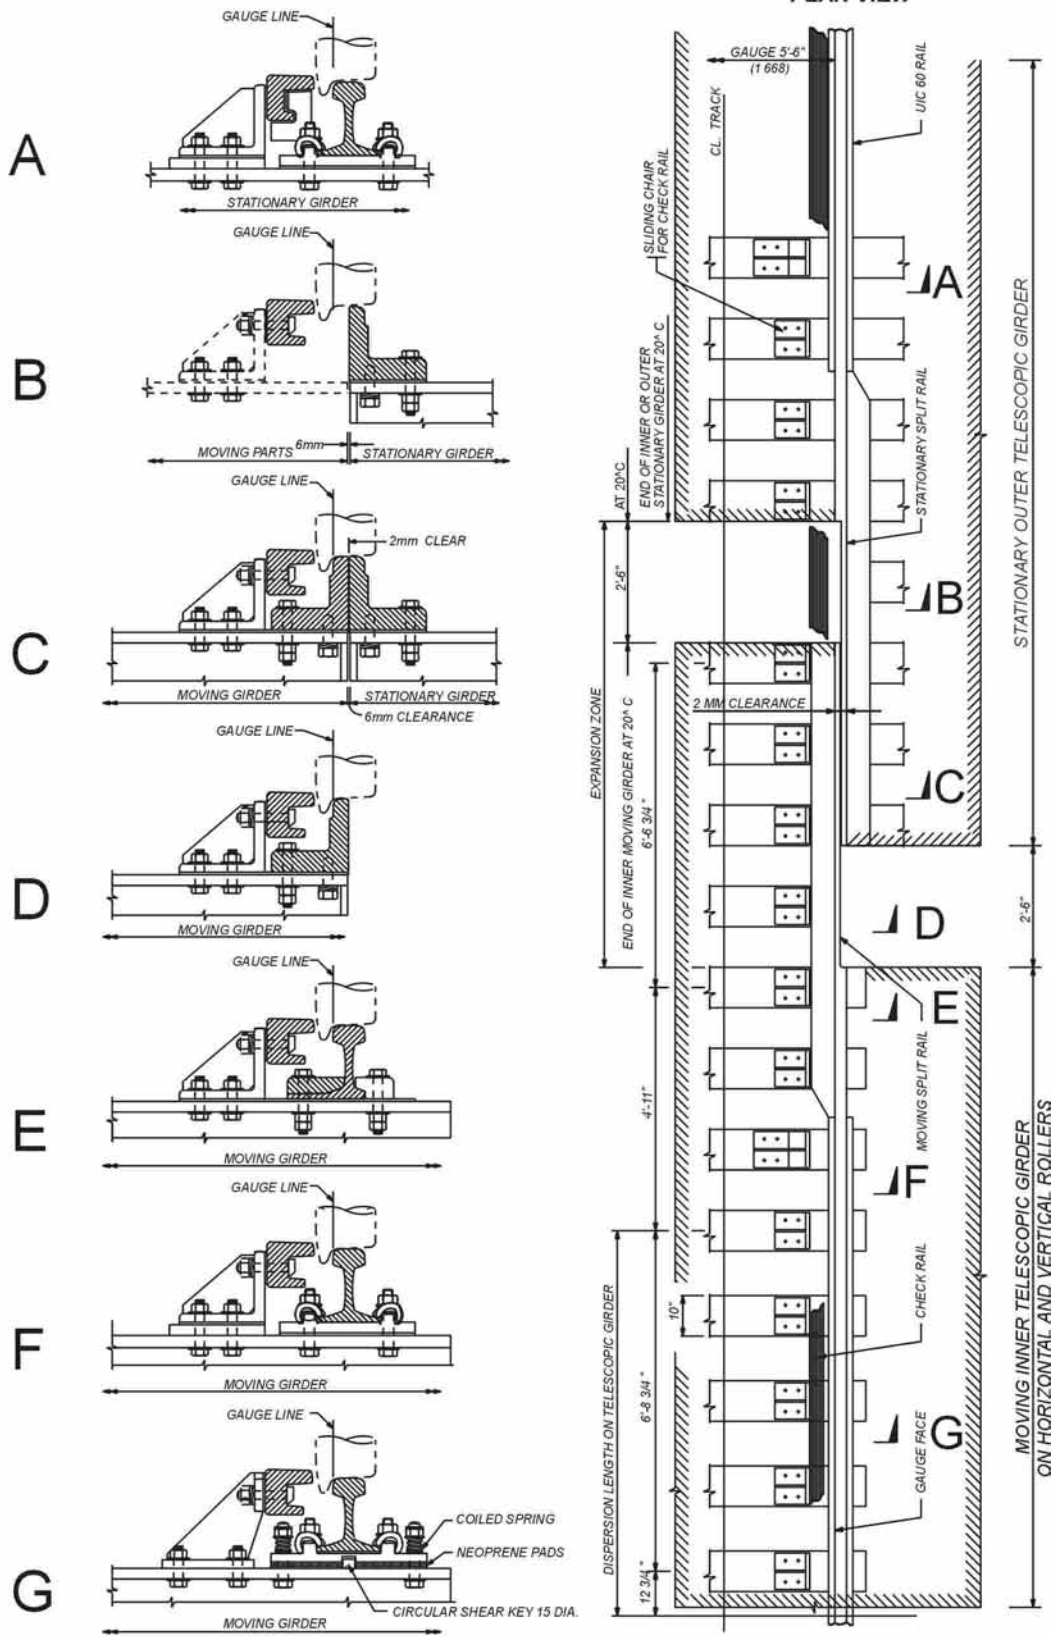 GAUGE LINE
A
STATIONARY GIRDER
GAUGE LINE
B
6mm
MOVING PARTS
STATIONARY GIRDER
GAUGE LINE
2mm CLEAR
C
MOVING GIRDER
STATIONARY GIRDER
6mm CLEARANCE
GAUGE LINE
D
MOVING GIRDER
GAUGE LINE
E
MOVING GIRDER
GAUGE LINE
F
MOVING GIRDER
GAUGE LINE
COILED SPRING
NEOPRENE PADS
G
CIRCULAR SHEAR KEY 15 DIA.
MOVING GIRDER
PLAN VIEW
GAUGE 5'-6"
(1 668)
CL. TRACK
UIC 60 RAIL
SLIDING CHAIR
FOR CHECK RAIL
A
STATIONARY OUTER TELESCOPIC GIRDER
STATIONARY SPLIT RAIL
END OF INNER OR OUTER
STATIONARY GIRDER AT 20^ C
AT 20^C
2'-6"
B
2 MM CLEARANCE
EXPANSION ZONE
END OF INNER MOVING GIRDER AT 20^ C
6'-6 3/4 "
C
D
2'-6"
E
MOVING SPLIT RAIL
4'-11"
F
MOVING INNER TELESCOPIC GIRDER
ON HORIZONTAL AND VERTICAL ROLLERS
CHECK RAIL
DISPERSION LENGTH ON TELESCOPIC GIRDER
10"
6'-8 3/4 "
G
GAUGE FACE
12 3/4 "